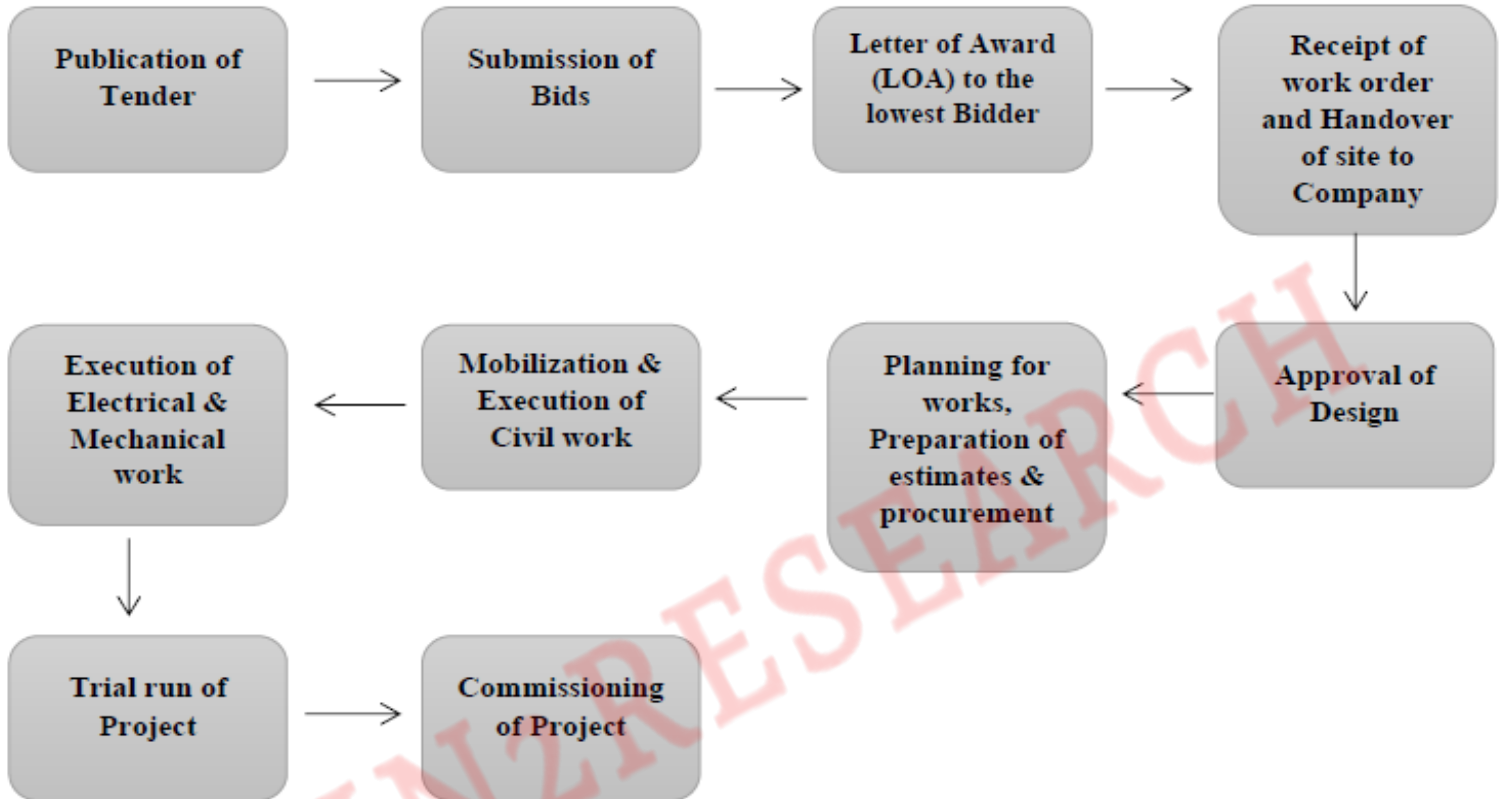 Publication of
Tender
Submission of
Bids
Letter of Award
(LOA) to the
lowest Bidder
Receipt of
work order
and Handover
of site to
Company
Approval of
Design
Planning for
works,
Preparation of
estimates &
procurement
Mobilization &
Execution of
Civil work
Execution of
Electrical &
Mechanical
work
Trial run of
Project
Commissioning
of Project
IN2RESEARCH